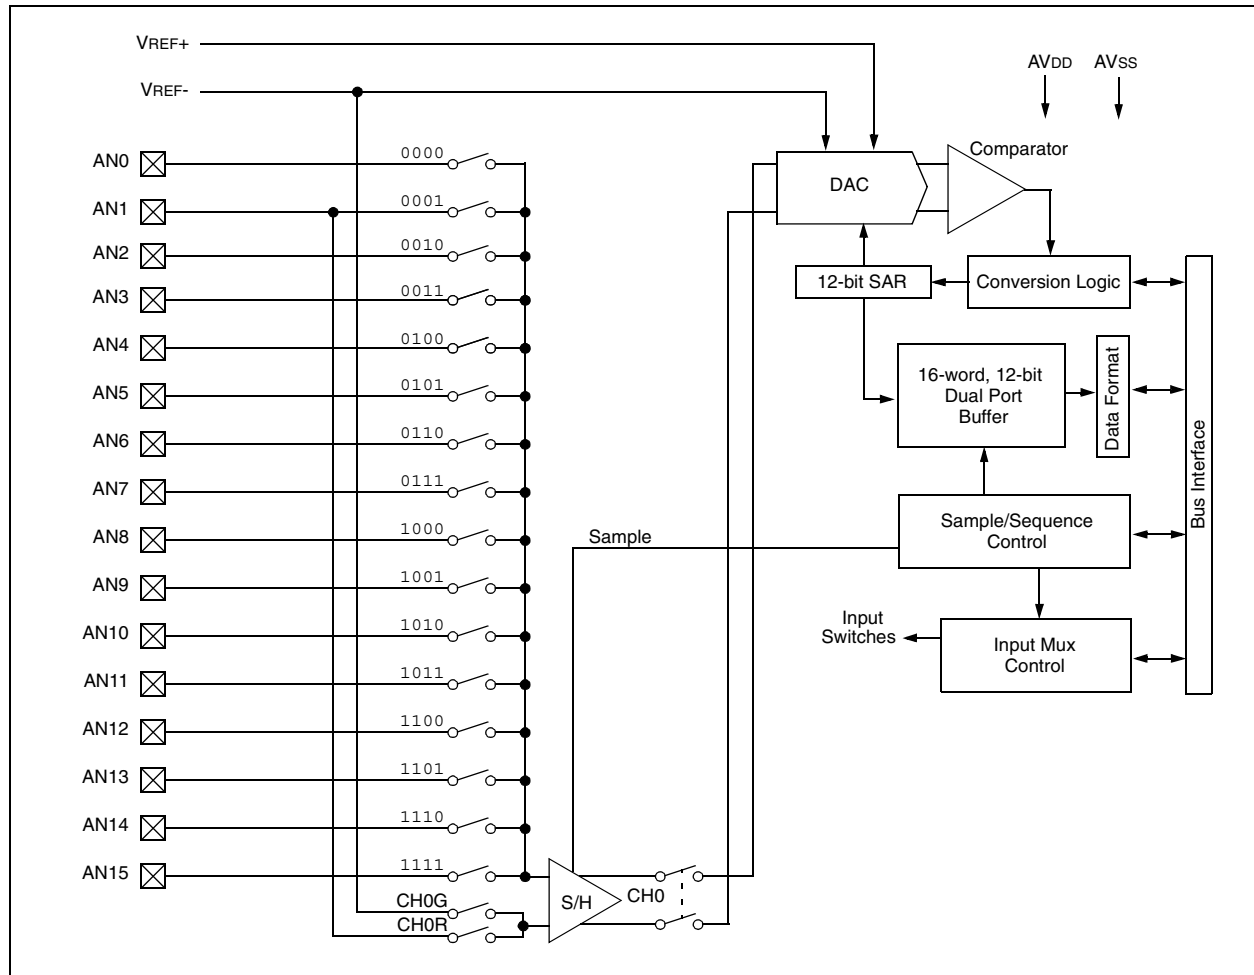 VREF+
VREF-
AVDD AVSS
AN0 0000
AN1 0001
AN2 0010
AN3 0011
AN4 0100
AN5 0101
AN6 0110
AN7 0111
AN8 1000
AN9 1001
AN10 1010
AN11 1011
AN12 1100
AN13 1101
AN14 1110
AN15 1111
CH0G
CH0R
S/H
CH0
Sample
DAC
Comparator
12-bit SAR
Conversion Logic
16-word, 12-bit
Dual Port
Buffer
Data Format
Bus Interface
Sample/Sequence
Control
Input
Switches
Input Mux
Control